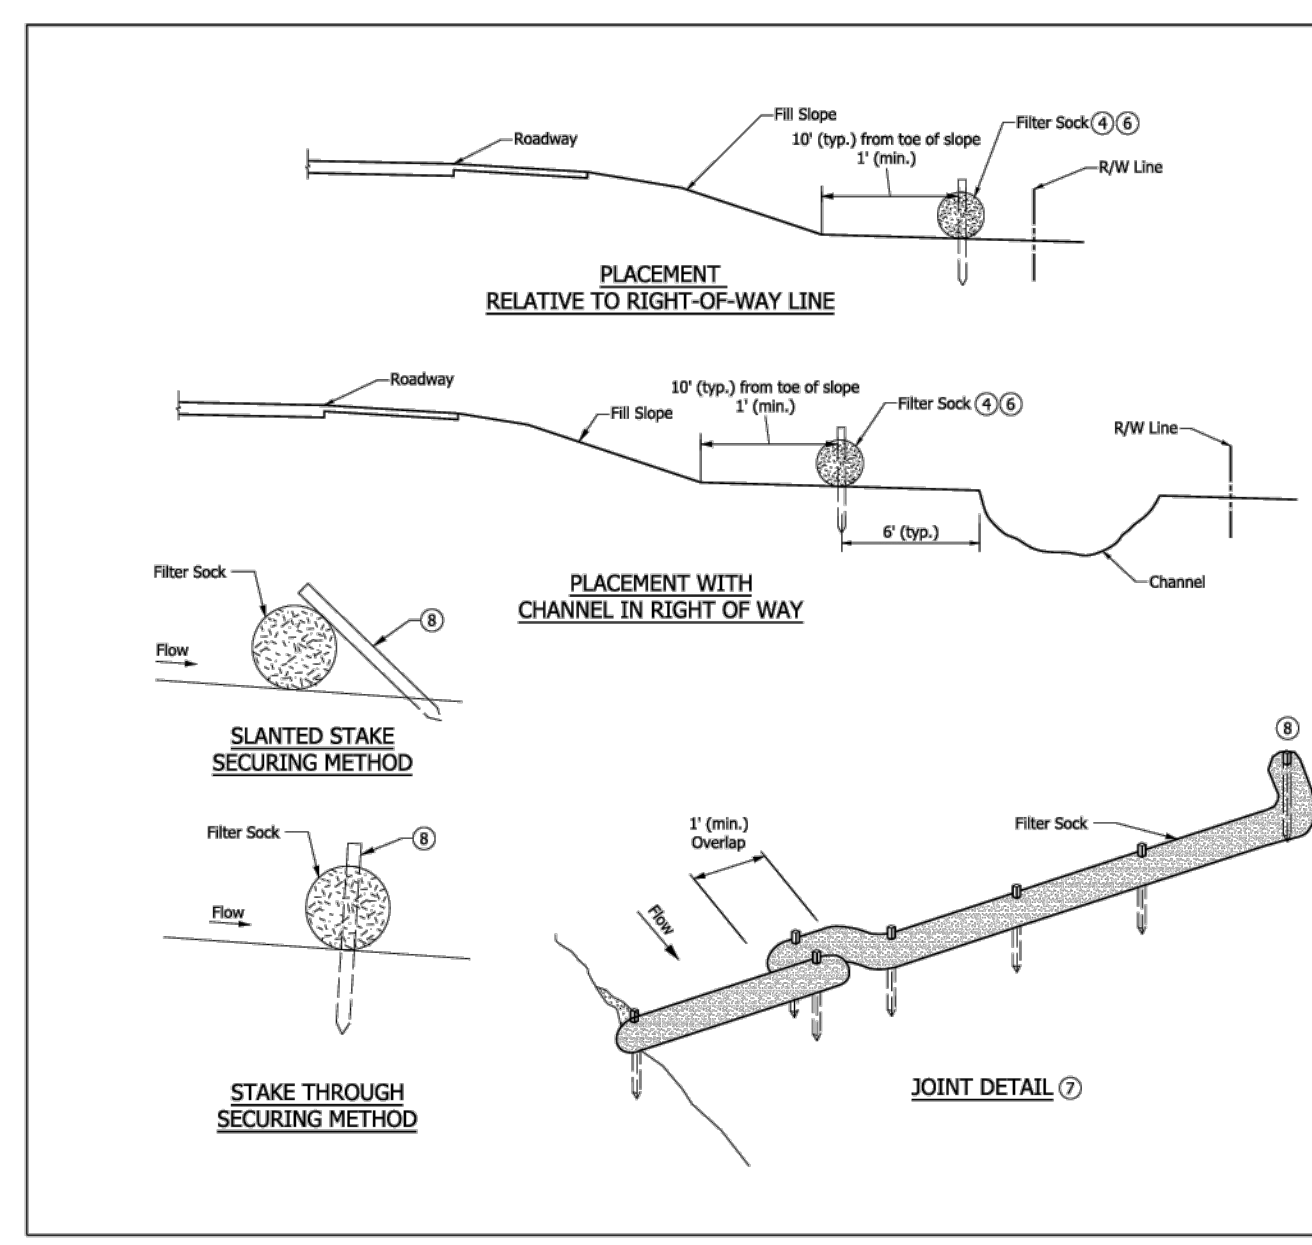 Fill Slope
10' (typ.) from toe of slope
1' (min.)
Filter Sock 4 6
Roadway
R/W Line
PLACEMENT
RELATIVE TO RIGHT-OF-WAY LINE
Roadway
10' (typ.) from toe of slope
1' (min.)
Filter Sock 4 6
Fill Slope
R/W Line
6' (typ.)
Channel
PLACEMENT WITH
CHANNEL IN RIGHT OF WAY
Filter Sock
8
Flow
SLANTED STAKE
SECURING METHOD
Filter Sock
8
Flow
STAKE THROUGH
SECURING METHOD
8
1' (min.)
Overlap
Filter Sock
Flow
JOINT DETAIL 7